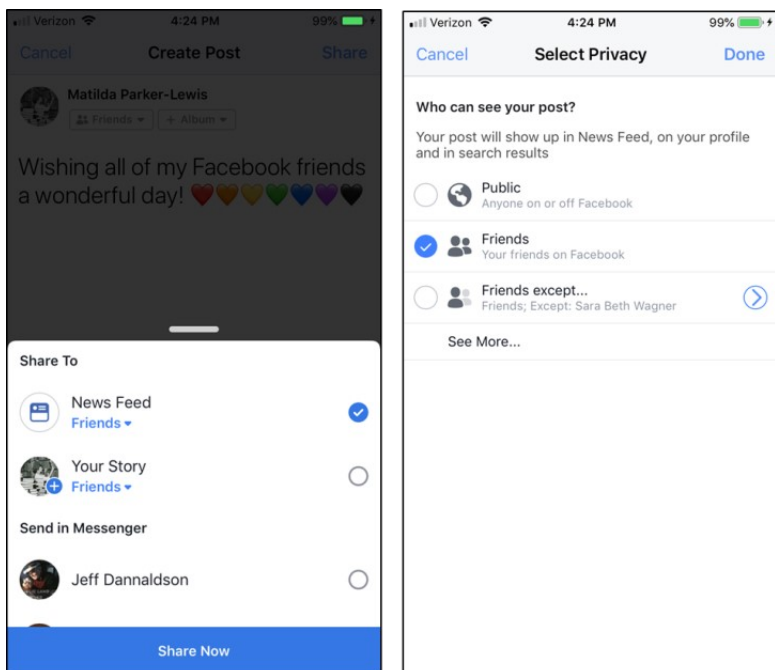 Verizon 4:24 PM 99%
Cancel Create Post Share
Matilda Parker-Lewis
Friends + Album
Wishing all of my Facebook friends
a wonderful day! ❤️🧡💛💚💙💜🖤
Share To
News Feed
Friends
Your Story
Friends
Send in Messenger
Jeff Dannaldson
Share Now
Verizon 4:24 PM 99%
Cancel Select Privacy Done
Who can see your post?
Your post will show up in News Feed, on your profile
and in search results
Public
Anyone on or off Facebook
Friends
Your friends on Facebook
Friends except...
Friends; Except: Sara Beth Wagner
See More...